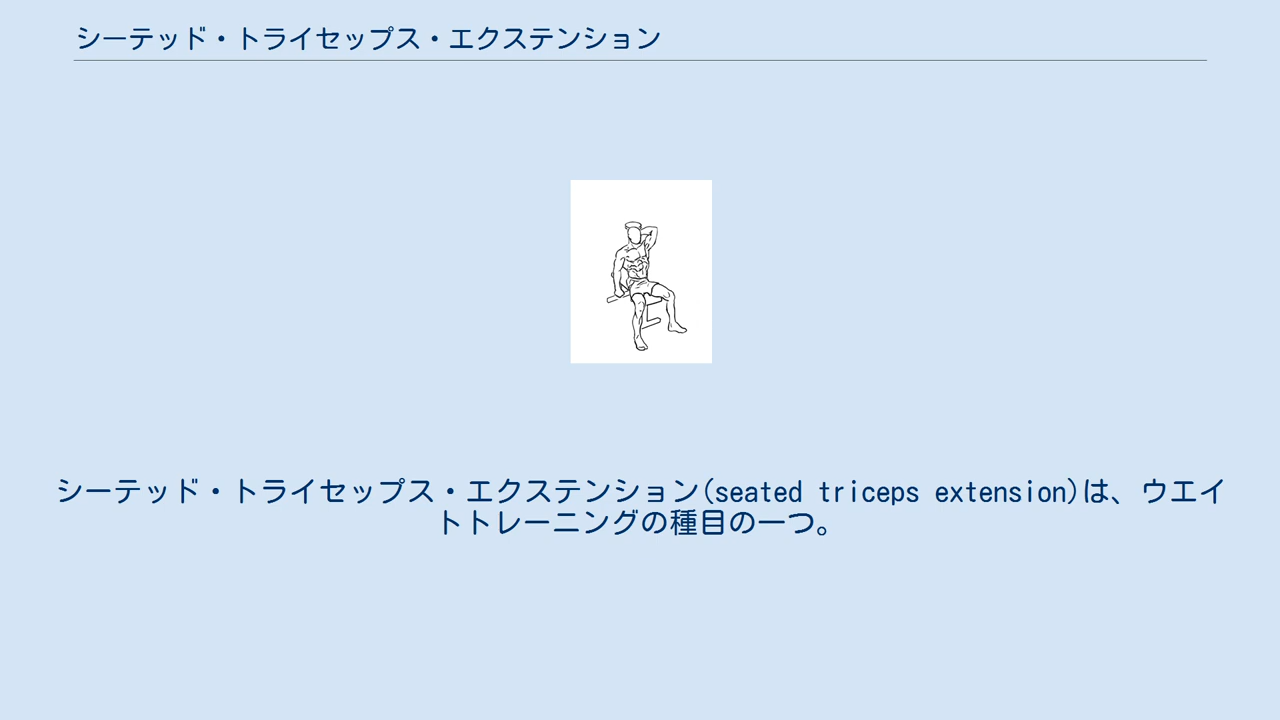 シーテッド・トライセップス・エクステンション
シーテッド・トライセップス・エクステンション(seated triceps extension)は、ウエイ
トトレーニングの種目の一つ。